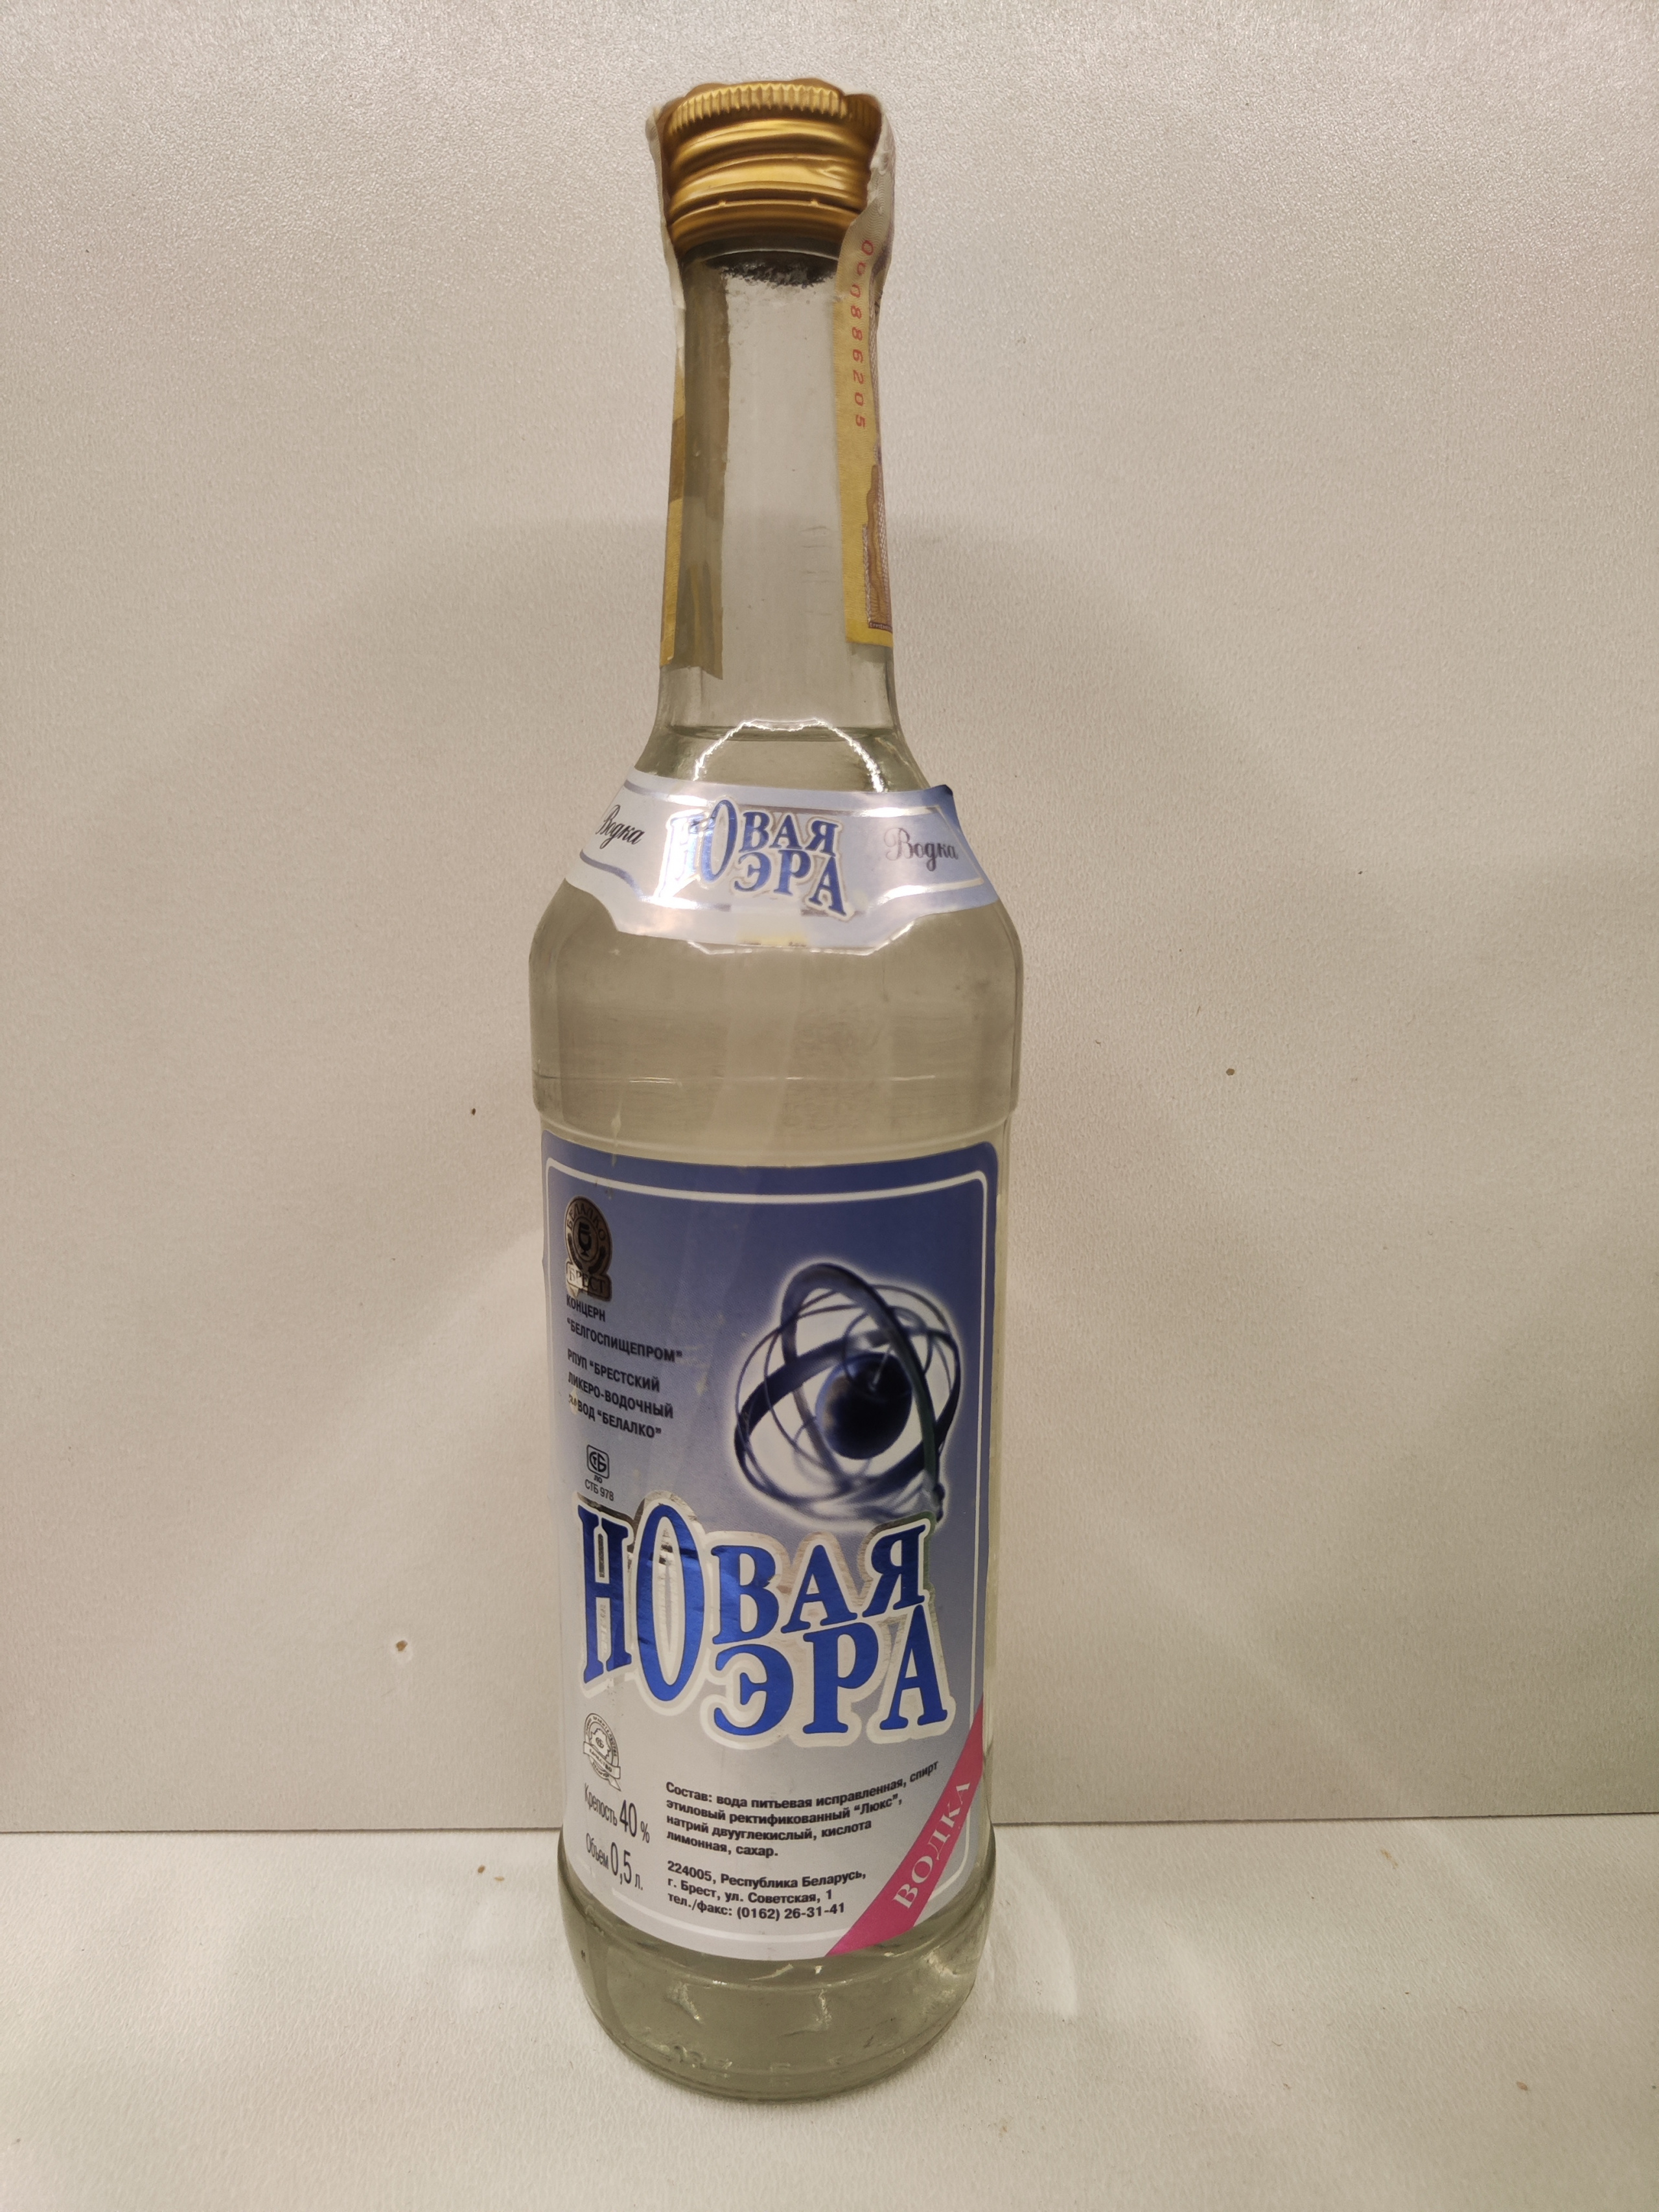 00086205
Водка
НОВАЯ
ЭРА
Водка
БЕЛАЛКО
БРЕСТ
КОНЦЕРН
"БЕЛГОСПИЩЕПРОМ"
РПУП "БРЕСТСКИЙ
ЛИКЕРО-ВОДОЧНЫЙ
ЗАВОД "БЕЛАЛКО"
СТБ 978
НОВАЯ
ЭРА
Крепость 40 %
Объем 0,5 л.
Состав: вода питьевая исправленная, спирт
этиловый ректификованный "Люкс",
натрий двууглекислый, кислота
лимонная, сахар.
224005, Республика Беларусь,
г. Брест, ул. Советская, 1
тел./факс: (0162) 26-31-41
ВОДКА